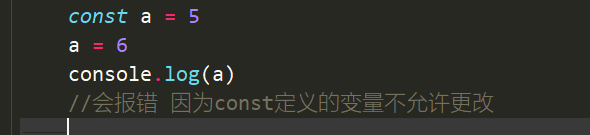 const a = 5
a = 6
console.log(a)
//会报错 因为const定义的变量不允许更改